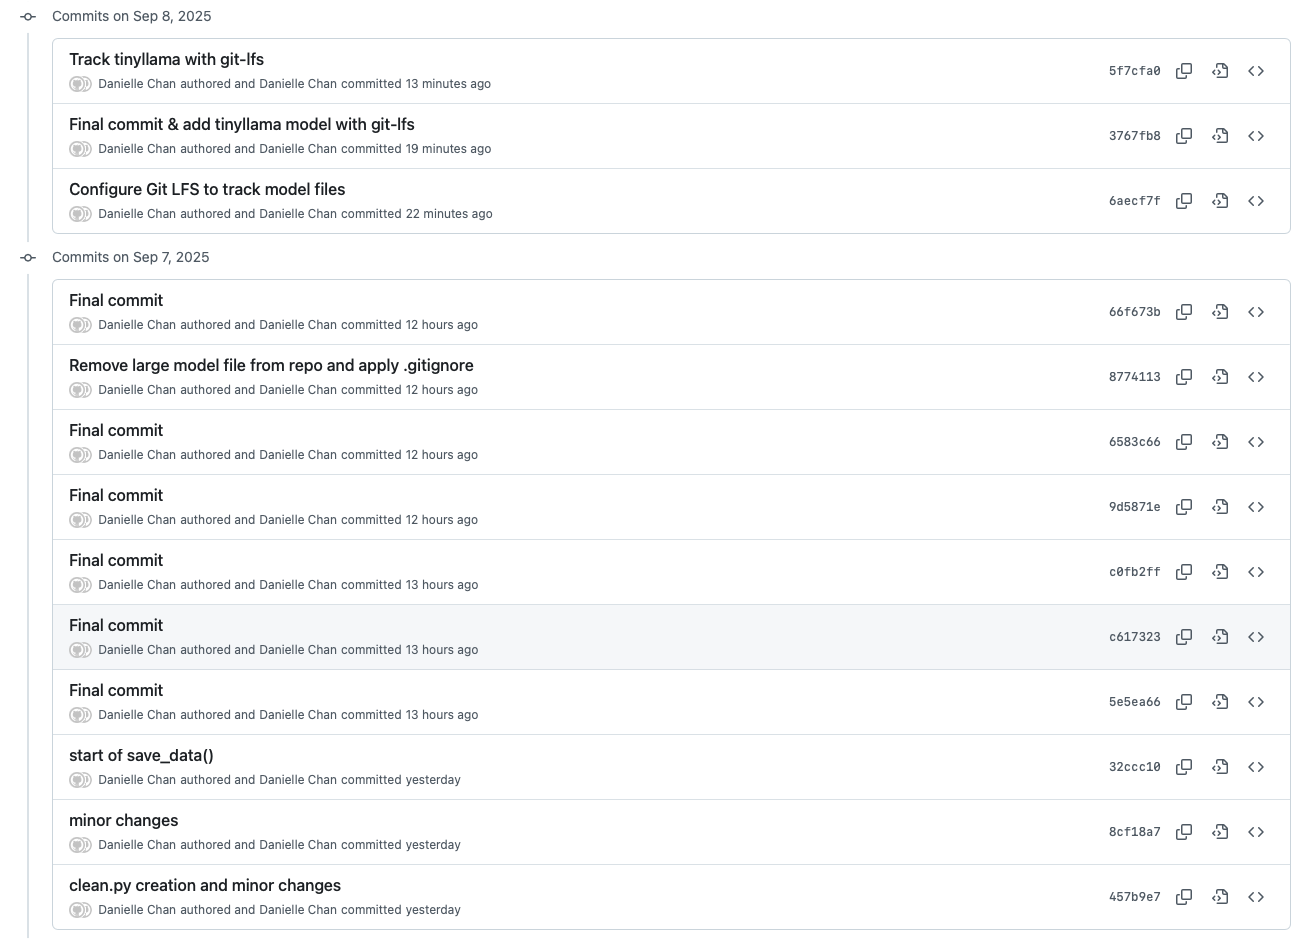 Commits on Sep 8, 2025
Track tinyllama with git-lfs
Danielle Chan authored and Danielle Chan committed 13 minutes ago
5f7cfa0
Final commit & add tinyllama model with git-lfs
Danielle Chan authored and Danielle Chan committed 19 minutes ago
3767fb8
Configure Git LFS to track model files
Danielle Chan authored and Danielle Chan committed 22 minutes ago
6aecf7f
Commits on Sep 7, 2025
Final commit
Danielle Chan authored and Danielle Chan committed 12 hours ago
66f673b
Remove large model file from repo and apply .gitignore
Danielle Chan authored and Danielle Chan committed 12 hours ago
8774113
Final commit
Danielle Chan authored and Danielle Chan committed 12 hours ago
6583c66
Final commit
Danielle Chan authored and Danielle Chan committed 12 hours ago
9d5871e
Final commit
Danielle Chan authored and Danielle Chan committed 13 hours ago
c0fb2ff
Final commit
Danielle Chan authored and Danielle Chan committed 13 hours ago
c617323
Final commit
Danielle Chan authored and Danielle Chan committed 13 hours ago
5e5ea66
start of save_data()
Danielle Chan authored and Danielle Chan committed yesterday
32ccc10
minor changes
Danielle Chan authored and Danielle Chan committed yesterday
8cf18a7
clean.py creation and minor changes
Danielle Chan authored and Danielle Chan committed yesterday
457b9e7